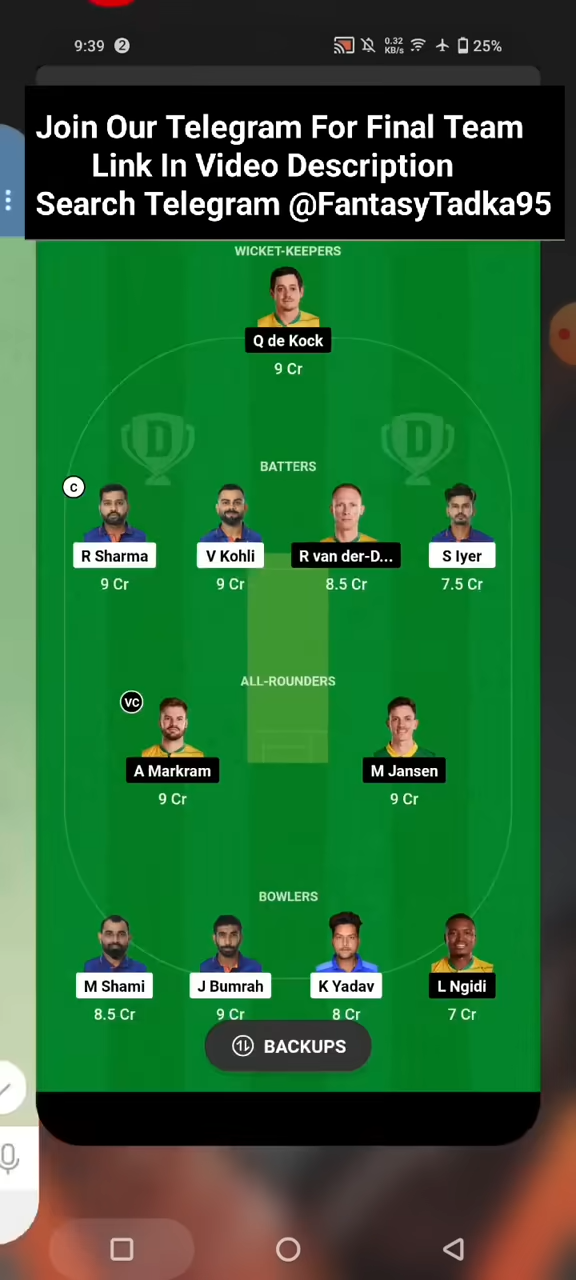 9:39 2 0.32 KB/s 25%
Join Our Telegram For Final Team
Link In Video Description
Search Telegram @FantasyTadka95
WICKET-KEEPERS
Q de Kock
9 Cr
D D
BATTERS
C
R Sharma V Kohli R van der-D... S Iyer
9 Cr 9 Cr 8.5 Cr 7.5 Cr
ALL-ROUNDERS
VC
A Markram M Jansen
9 Cr 9 Cr
BOWLERS
M Shami J Bumrah K Yadav L Ngidi
8.5 Cr 9 Cr 8 Cr 7 Cr
BACKUPS